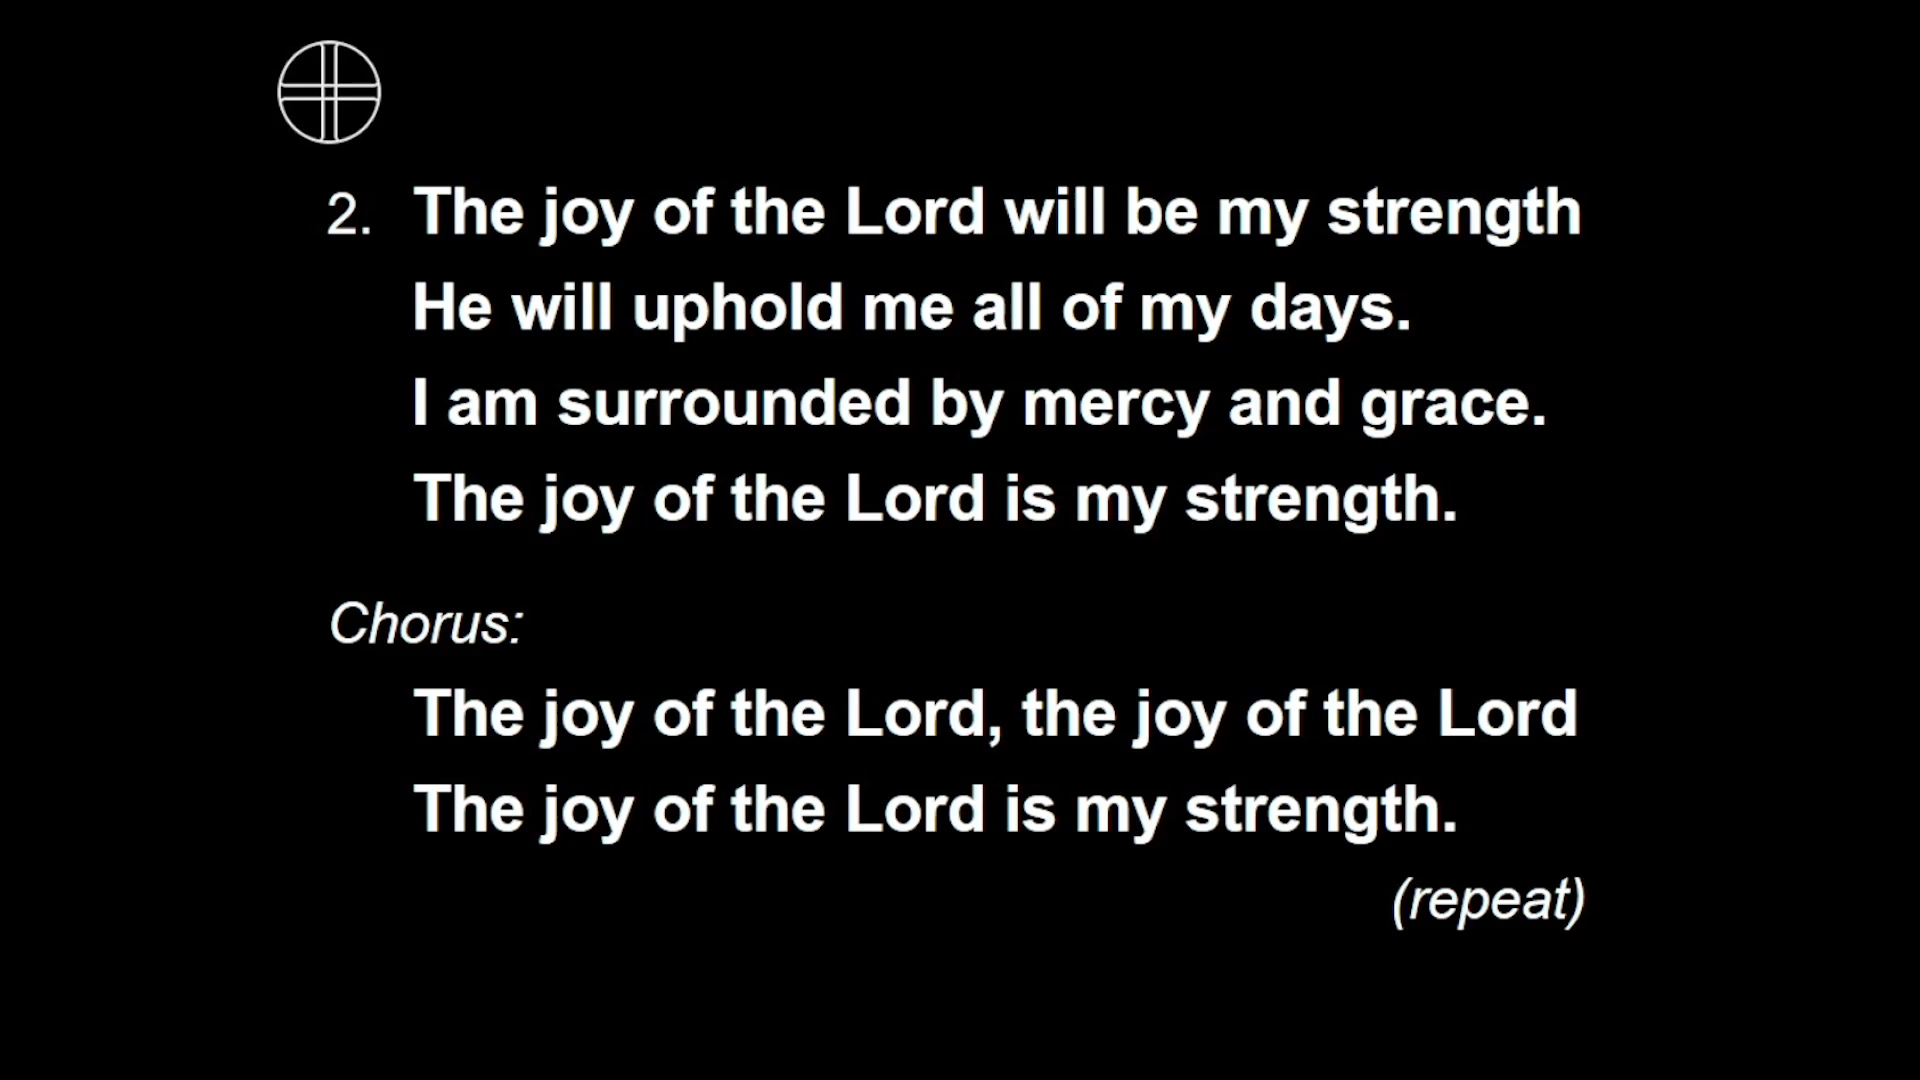 2. The joy of the Lord will be my strength
He will uphold me all of my days.
I am surrounded by mercy and grace.
The joy of the Lord is my strength.
Chorus:
The joy of the Lord, the joy of the Lord
The joy of the Lord is my strength.
(repeat)